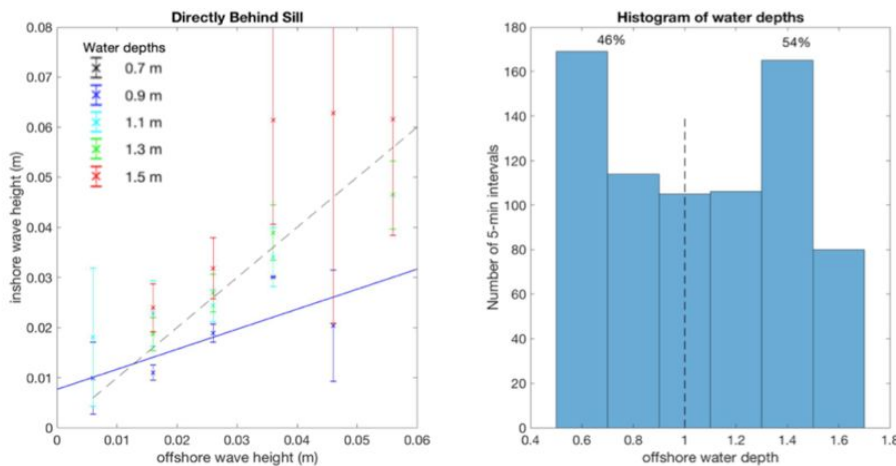 Directly Behind Sill
0.08
0.07
0.06
0.05
0.04
0.03
0.02
0.01
0
inshore wave height (m)
Water depths
0.7 m
0.9 m
1.1 m
1.3 m
1.5 m
0 0.01 0.02 0.03 0.04 0.05 0.06
offshore wave height (m)
Histogram of water depths
180
160
140
120
100
80
60
40
20
0
Number of 5-min intervals
46%
54%
0.4 0.6 0.8 1 1.2 1.4 1.6 1.8
offshore water depth